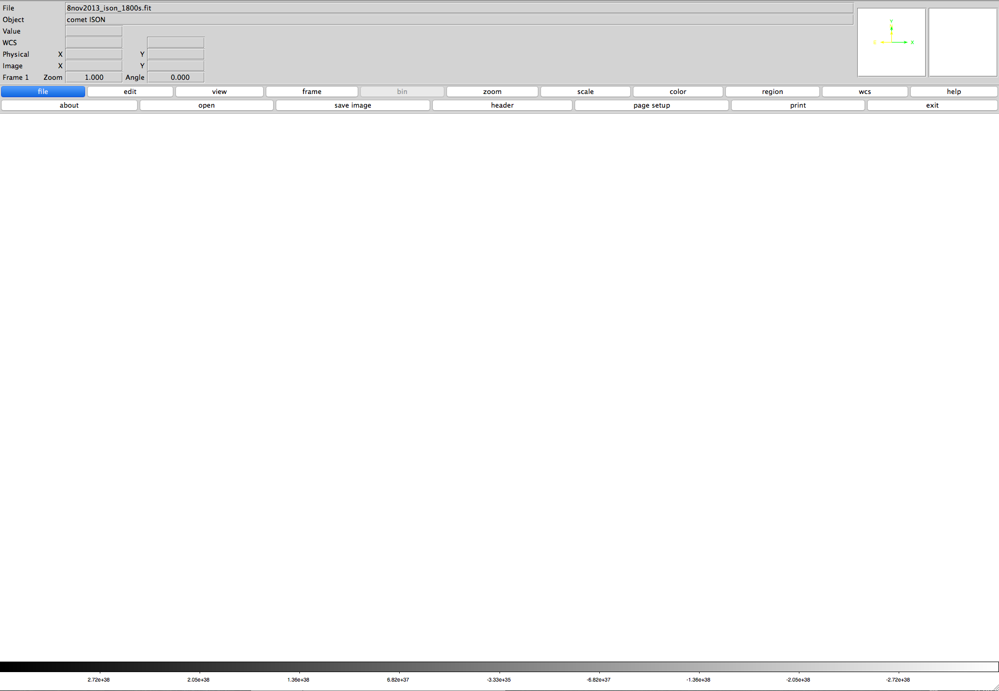 File 8nov2013_ison_1800s.fit
Object comet ISON
Value
WCS
Physical X Y
Image X Y
Frame 1 Zoom 1.000 Angle 0.000
Y
E X
file edit view frame bin zoom scale color region wcs help
about open save image header page setup print exit
2.72e+38 2.05e+38 1.36e+38 6.82e+37 -3.33e+35 -6.82e+37 -1.36e+38 -2.05e+38 -2.72e+38